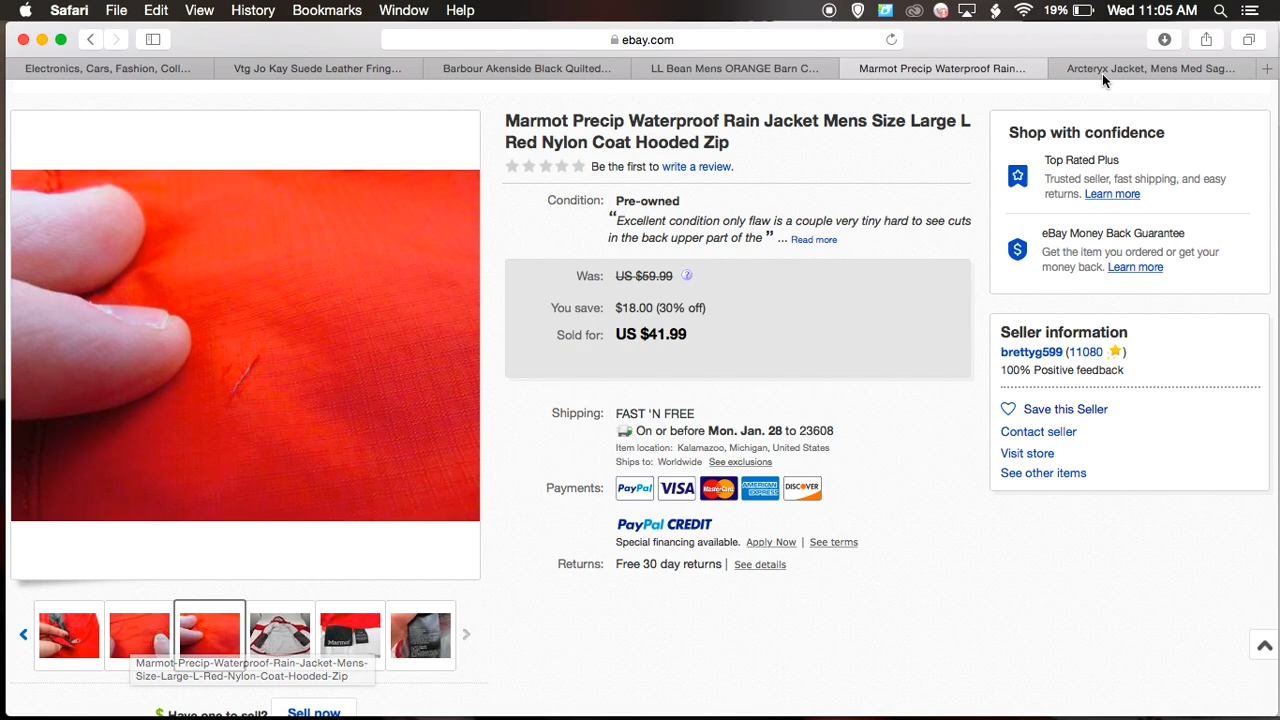 Safari File Edit View History Bookmarks Window Help 19% Wed 11:05 AM
ebay.com
Electronics, Cars, Fashion, Coll... Vtg Jo Kay Suede Leather Fring... Barbour Akenside Black Quilted... LL Bean Mens ORANGE Barn C... Marmot Precip Waterproof Rain... Arcteryx Jacket, Mens Med Sag...
Marmot Precip Waterproof Rain Jacket Mens Size Large L
Red Nylon Coat Hooded Zip
Be the first to write a review.
Condition: Pre-owned
“Excellent condition only flaw is a couple very tiny hard to see cuts
in the back upper part of the ” ... Read more
Was: US $59.99 ?
You save: $18.00 (30% off)
Sold for: US $41.99
Shipping: FAST 'N FREE
On or before Mon. Jan. 28 to 23608
Item location: Kalamazoo, Michigan, United States
Ships to: Worldwide See exclusions
Payments: PayPal VISA MasterCard AMERICAN EXPRESS DISCOVER
PayPal CREDIT
Special financing available. Apply Now | See terms
Returns: Free 30 day returns | See details
Shop with confidence
Top Rated Plus
Trusted seller, fast shipping, and easy
returns. Learn more
eBay Money Back Guarantee
Get the item you ordered or get your
money back. Learn more
Seller information
brettyg599 (11080 )
100% Positive feedback
Save this Seller
Contact seller
Visit store
See other items
Marmot
Marmot-Precip-Waterproof-Rain-Jacket-Mens-
Size-Large-L-Red-Nylon-Coat-Hooded-Zip
$ Have one to sell? Sell now